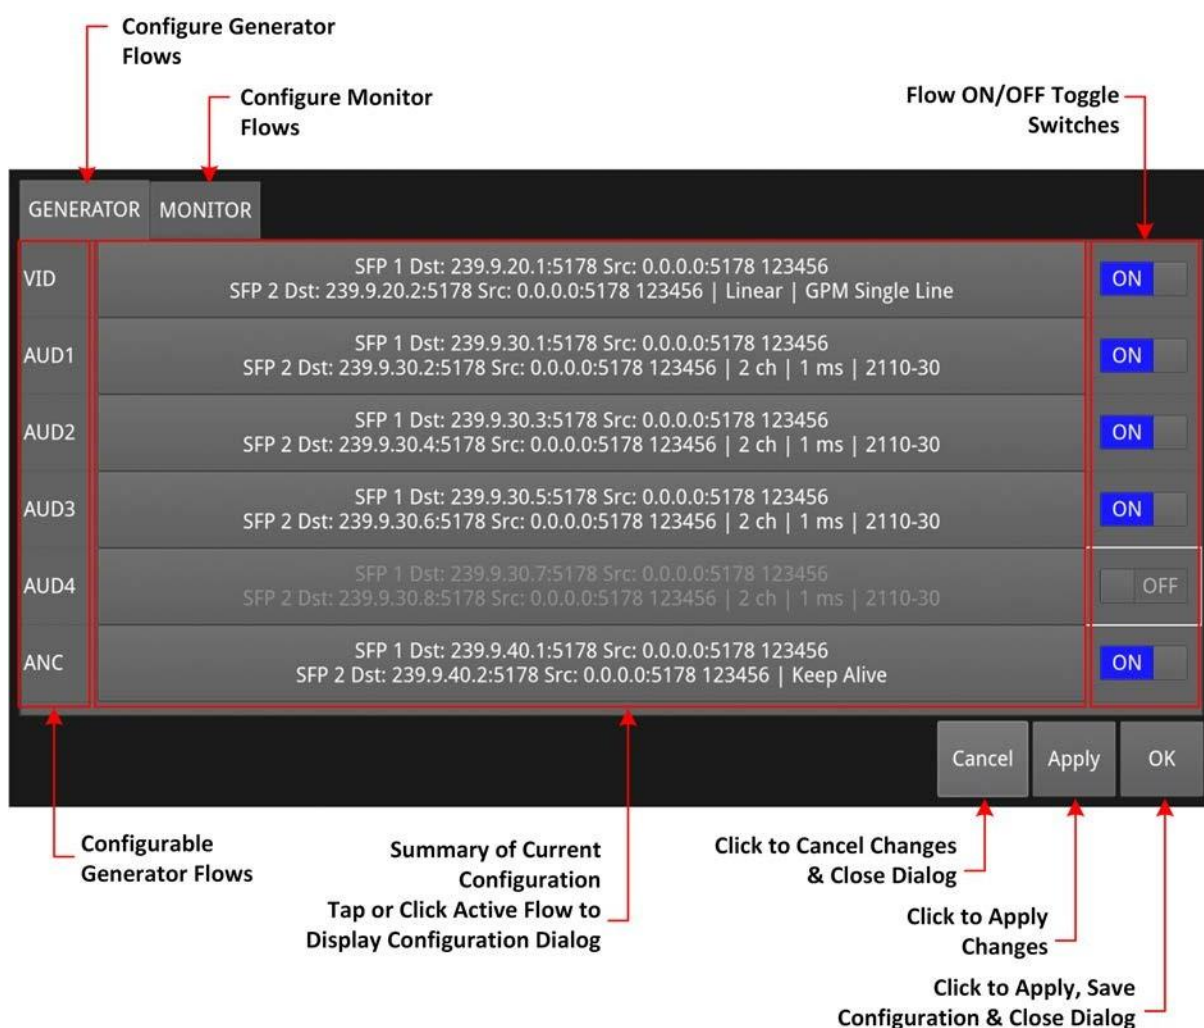 Configure Generator
Flows
Configure Monitor
Flows
Flow ON/OFF Toggle
Switches
GENERATOR MONITOR
VID
SFP 1 Dst: 239.9.20.1:5178 Src: 0.0.0.0:5178 123456
SFP 2 Dst: 239.9.20.2:5178 Src: 0.0.0.0:5178 123456 | Linear | GPM Single Line
ON
AUD1
SFP 1 Dst: 239.9.30.1:5178 Src: 0.0.0.0:5178 123456
SFP 2 Dst: 239.9.30.2:5178 Src: 0.0.0.0:5178 123456 | 2 ch | 1 ms | 2110-30
ON
AUD2
SFP 1 Dst: 239.9.30.3:5178 Src: 0.0.0.0:5178 123456
SFP 2 Dst: 239.9.30.4:5178 Src: 0.0.0.0:5178 123456 | 2 ch | 1 ms | 2110-30
ON
AUD3
SFP 1 Dst: 239.9.30.5:5178 Src: 0.0.0.0:5178 123456
SFP 2 Dst: 239.9.30.6:5178 Src: 0.0.0.0:5178 123456 | 2 ch | 1 ms | 2110-30
ON
AUD4
SFP 1 Dst: 239.9.30.7:5178 Src: 0.0.0.0:5178 123456
SFP 2 Dst: 239.9.30.8:5178 Src: 0.0.0.0:5178 123456 | 2 ch | 1 ms | 2110-30
OFF
ANC
SFP 1 Dst: 239.9.40.1:5178 Src: 0.0.0.0:5178 123456
SFP 2 Dst: 239.9.40.2:5178 Src: 0.0.0.0:5178 123456 | Keep Alive
ON
Cancel Apply OK
Configurable
Generator Flows
Summary of Current
Configuration
Tap or Click Active Flow to
Display Configuration Dialog
Click to Cancel Changes
& Close Dialog
Click to Apply
Changes
Click to Apply, Save
Configuration & Close Dialog